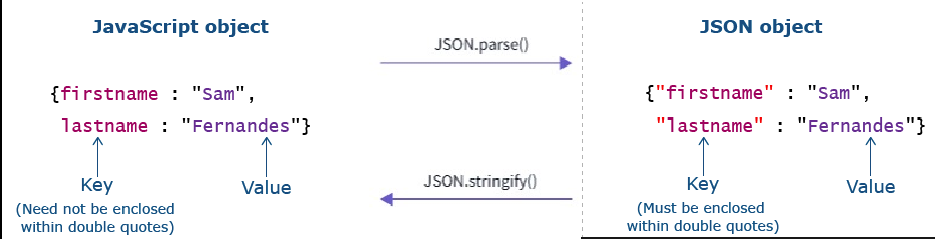 JavaScript object
{firstname : "Sam",
lastname : "Fernandes"}
Key
(Need not be enclosed
within double quotes)
Value
JSON.parse()
JSON.stringify()
JSON object
{"firstname" : "Sam",
"lastname" : "Fernandes"}
Key
(Must be enclosed
within double quotes)
Value